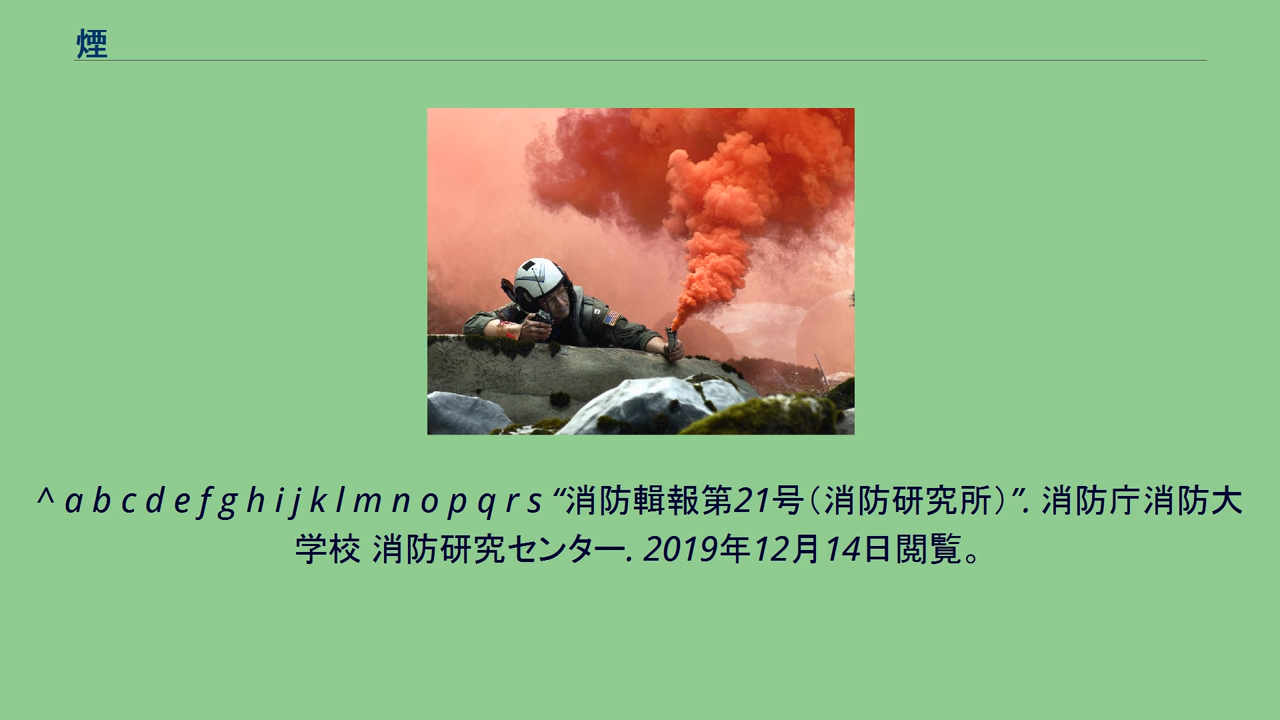 煙
^ a b c d e f g h i j k l m n o p q r s “消防輯報第21号（消防研究所）”. 消防庁消防大
学校 消防研究センター. 2019年12月14日閲覧。